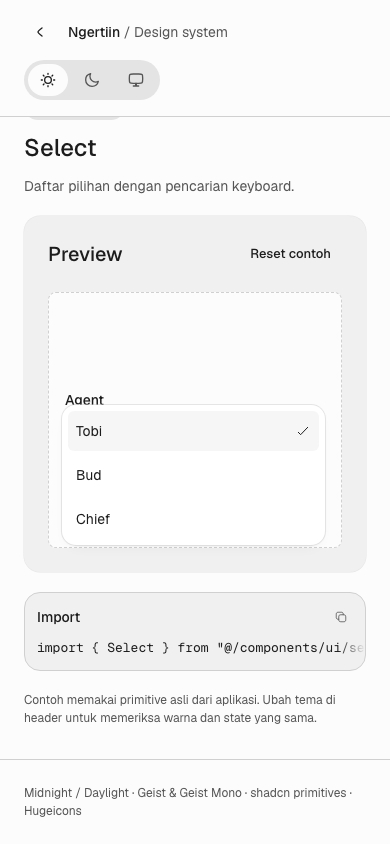 Ngertiin / Design system
Select
Daftar pilihan dengan pencarian keyboard.
Preview
Reset contoh
Agent
Tobi
Bud
Chief
Import
import { Select } from "@/components/ui/se
Contoh memakai primitive asli dari aplikasi. Ubah tema di
header untuk memeriksa warna dan state yang sama.
Midnight / Daylight · Geist & Geist Mono · shadcn primitives ·
Hugeicons